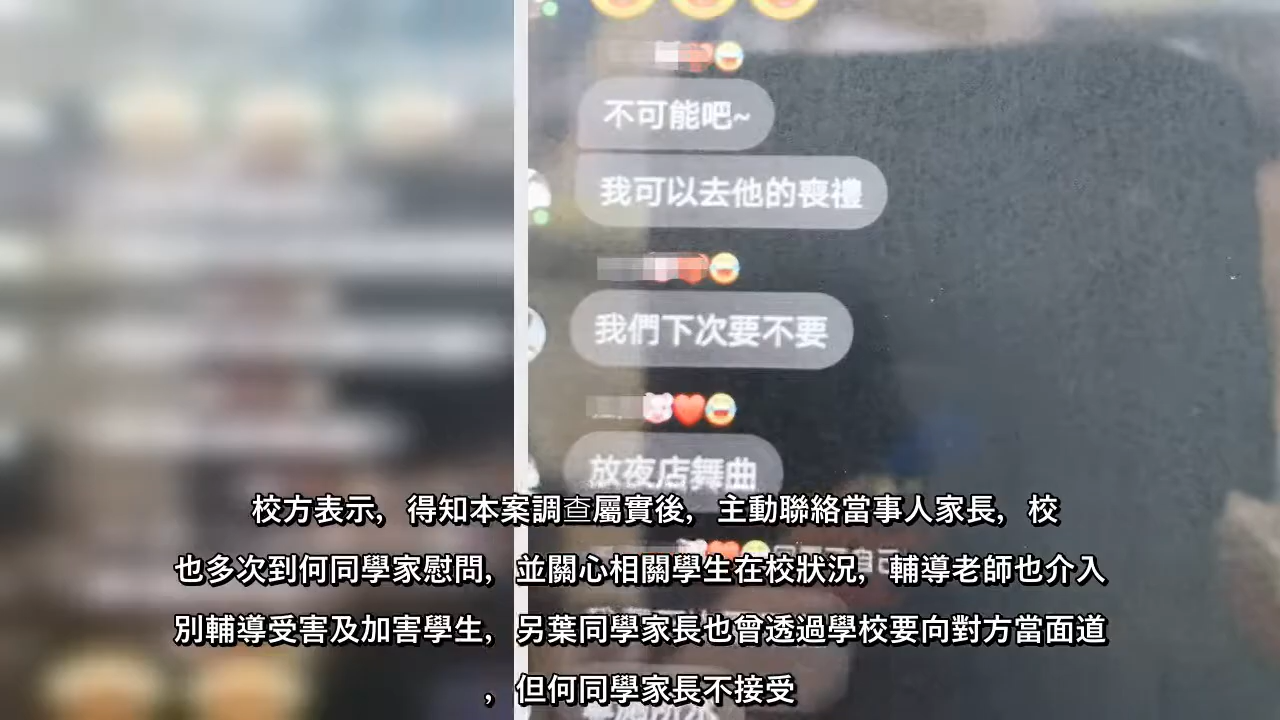 不可能吧~
我可以去他的喪禮
我們下次要不要
放夜店舞曲
校方表示，得知本案調查屬實後，主動聯絡當事人家長，校
也多次到何同學家慰問，並關心相關學生在校狀況，輔導老師也介入
別輔導受害及加害學生，另葉同學家長也曾透過學校要向對方當面道
，但何同學家長不接受